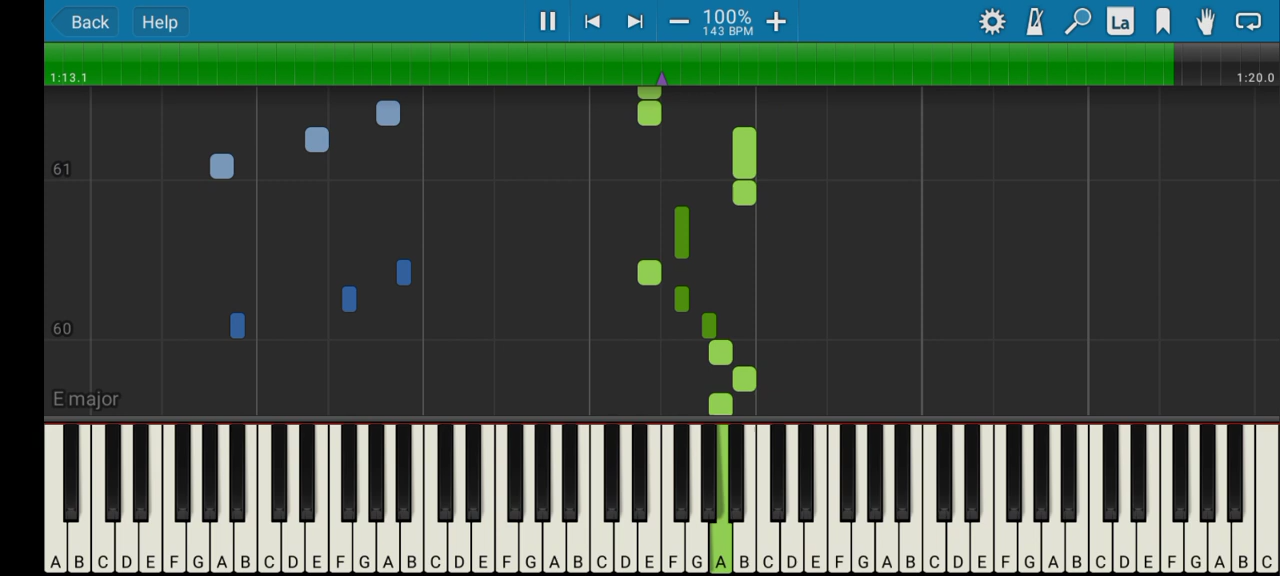 Back Help 100% La
143 BPM
1:13.1 1:20.0
61
60
E major
A B C D E F G A B C D E F G A B C D E F G A B C D E F G A B C D E F G A B C D E F G A B C D E F G A B C